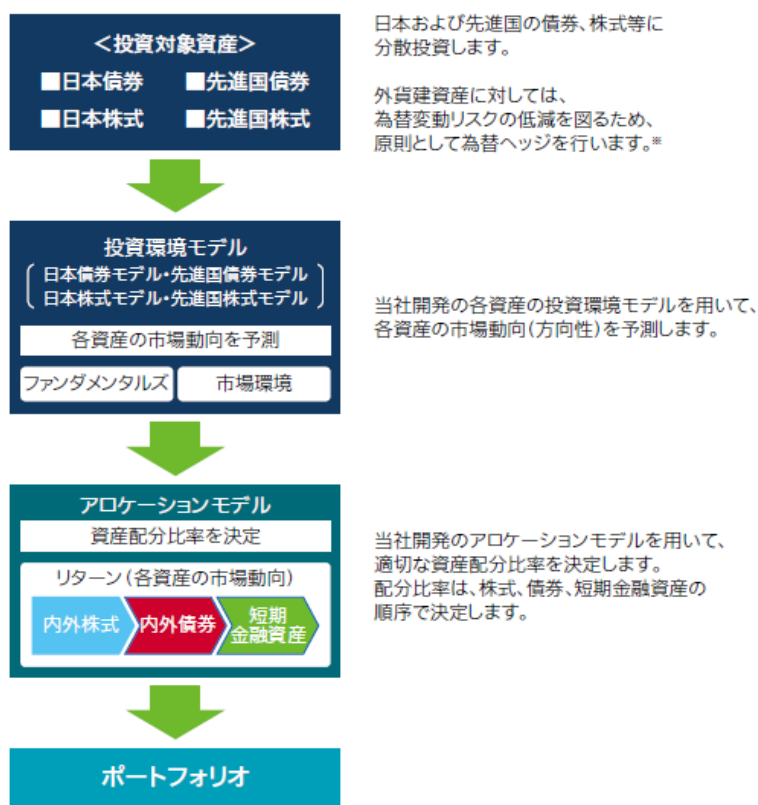 <投資対象資産>
■日本債券 ■先進国債券
■日本株式 ■先進国株式
日本および先進国の債券、株式等に
分散投資します。
外貨建資産に対しては、
為替変動リスクの低減を図るため、
原則として為替ヘッジを行います。※
投資環境モデル
日本債券モデル・先進国債券モデル
日本株式モデル・先進国株式モデル
各資産の市場動向を予測
ファンダメンタルズ 市場環境
当社開発の各資産の投資環境モデルを用いて、
各資産の市場動向(方向性)を予測します。
アロケーションモデル
資産配分比率を決定
リターン(各資産の市場動向)
内外株式 内外債券 短期
金融資産
当社開発のアロケーションモデルを用いて、
適切な資産配分比率を決定します。
配分比率は、株式、債券、短期金融資産の
順序で決定します。
ポートフォリオ